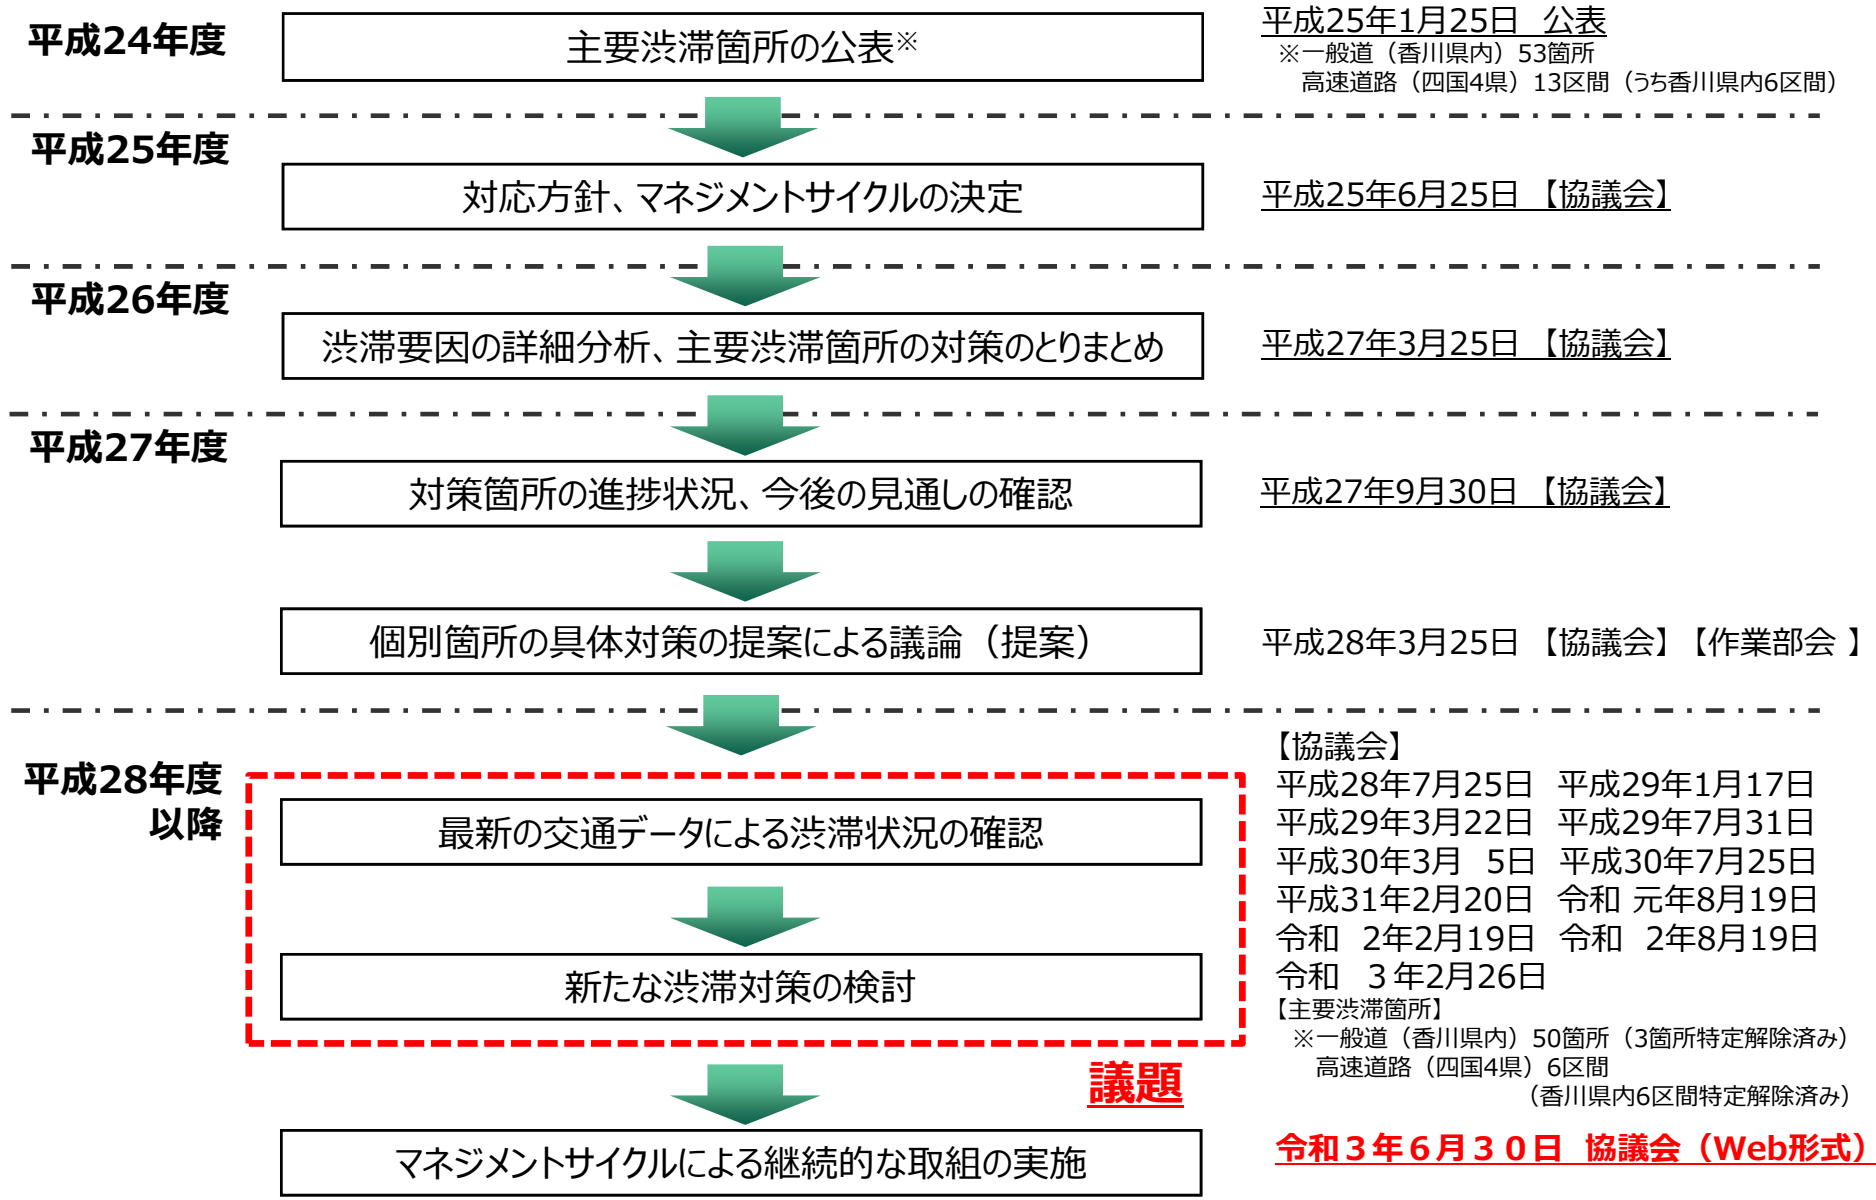 平成24年度
主要渋滞箇所の公表※
平成25年1月25日 公表
※一般道（香川県内）53箇所
高速道路（四国4県）13区間（うち香川県内6区間）
平成25年度
対応方針、マネジメントサイクルの決定
平成25年6月25日 【協議会】
平成26年度
渋滞要因の詳細分析、主要渋滞箇所の対策のとりまとめ
平成27年3月25日 【協議会】
平成27年度
対策箇所の進捗状況、今後の見通しの確認
平成27年9月30日 【協議会】
個別箇所の具体対策の提案による議論（提案）
平成28年3月25日 【協議会】【作業部会 】
平成28年度
以降
最新の交通データによる渋滞状況の確認
新たな渋滞対策の検討
議題
マネジメントサイクルによる継続的な取組の実施
【協議会】
平成28年7月25日 平成29年1月17日
平成29年3月22日 平成29年7月31日
平成30年3月 5日 平成30年7月25日
平成31年2月20日 令和 元年8月19日
令和 2年2月19日 令和 2年8月19日
令和 ３年2月26日
【主要渋滞箇所】
※一般道（香川県内）50箇所（3箇所特定解除済み）
高速道路（四国4県）6区間
（香川県内6区間特定解除済み）
令和３年６月３０日 協議会（Web形式）